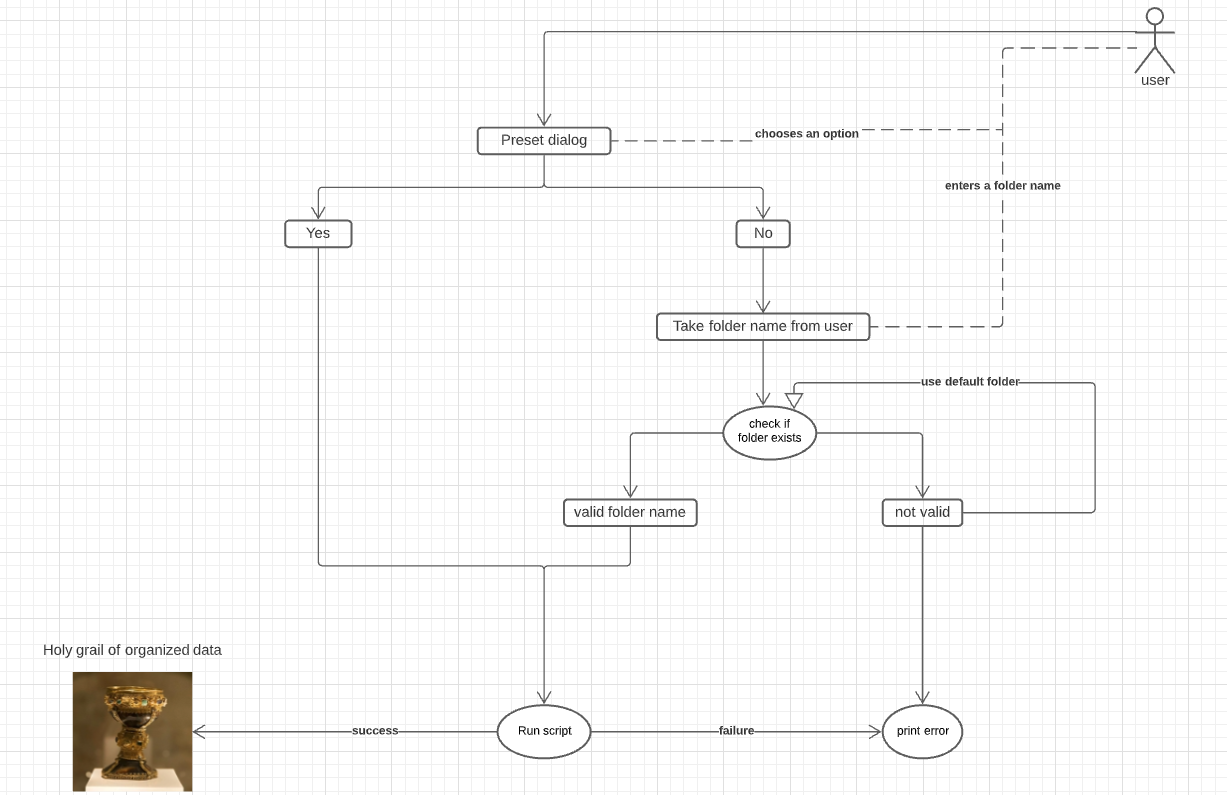 user
Preset dialog
chooses an option
enters a folder name
Yes
No
Take folder name from user
use default folder
check if
folder exists
valid folder name
not valid
Holy grail of organized data
success
Run script
failure
print error